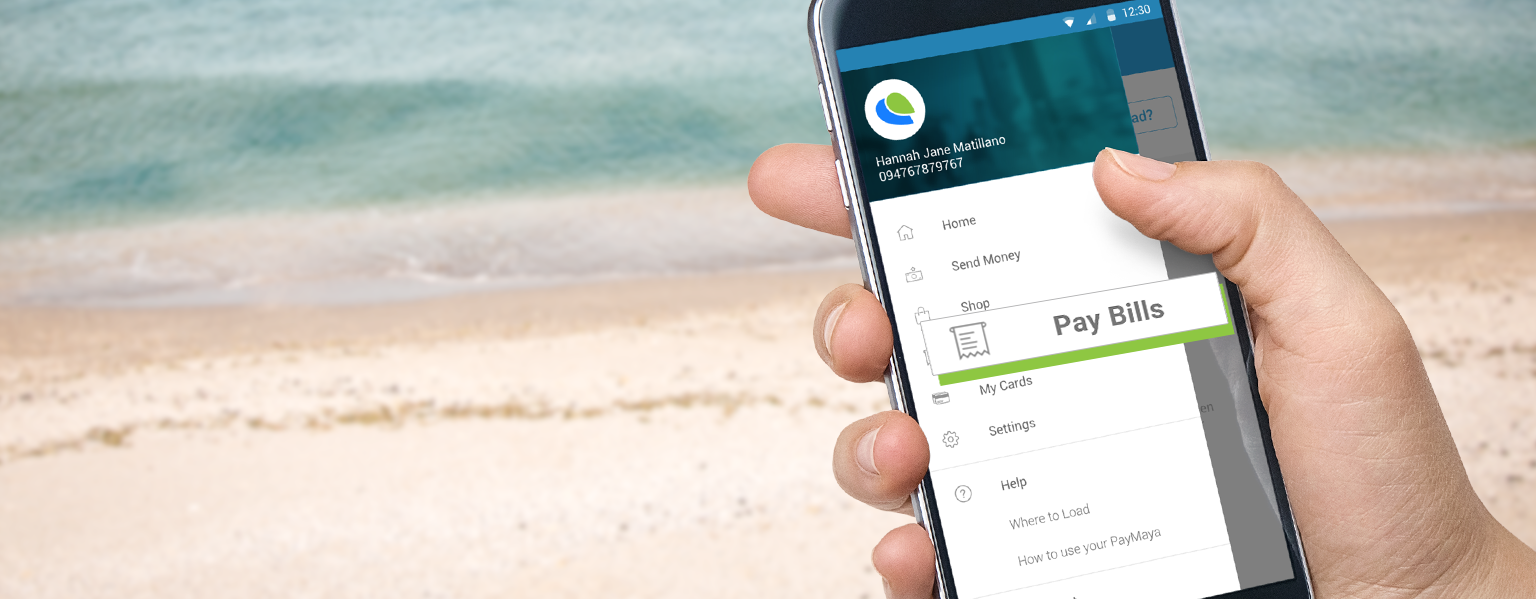 12:30
ad?
Hannah Jane Matillano
094767879767
Home
Send Money
Shop
Pay Bills
My Cards
Settings
en
Help
Where to Load
How to use your PayMaya